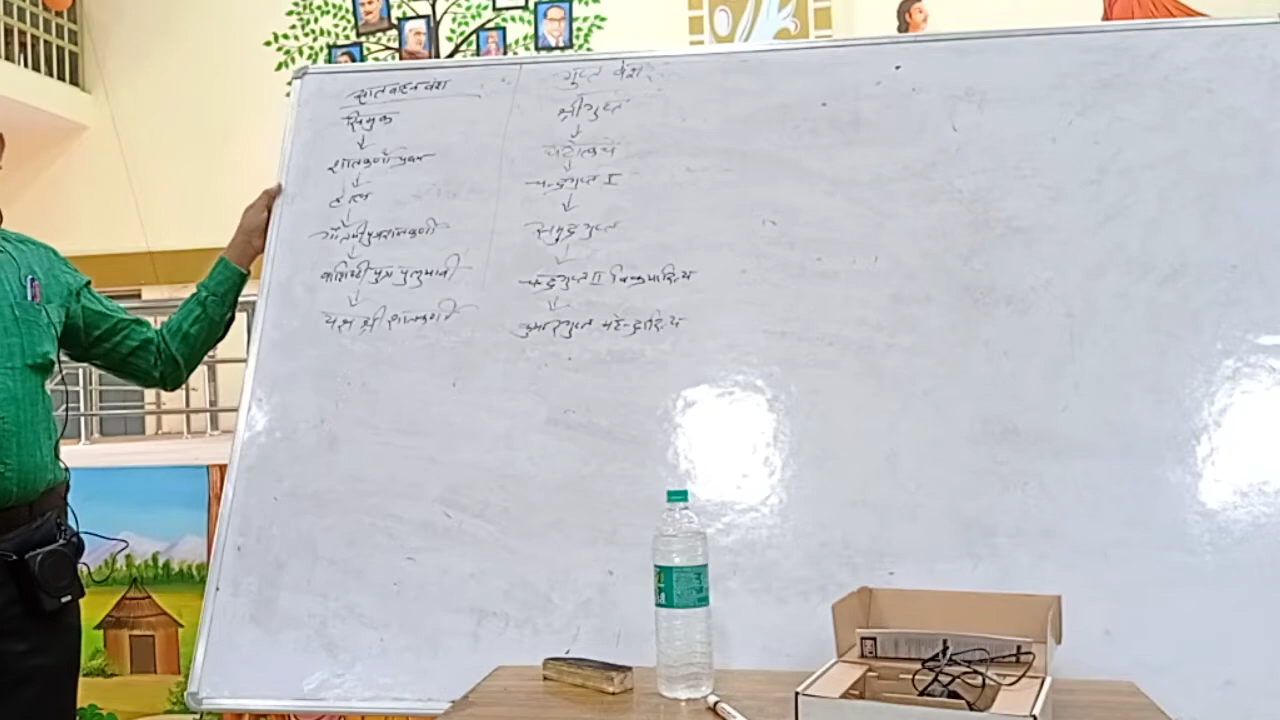 सातवाहन वंश
सिमुक
↓
शातकर्णी प्रथम
↓
हाल
↓
गौतमीपुत्र शातकर्णी
↓
वाशिष्ठी पुत्र पुलुमावी
↓
यज्ञ श्री शातकर्णी
गुप्त वंश
श्रीगुप्त
↓
घटोत्कच
↓
चन्द्रगुप्त I
↓
समुद्रगुप्त
↓
चन्द्रगुप्त II विक्रमादित्य
↓
कुमारगुप्त महेन्द्रादित्य